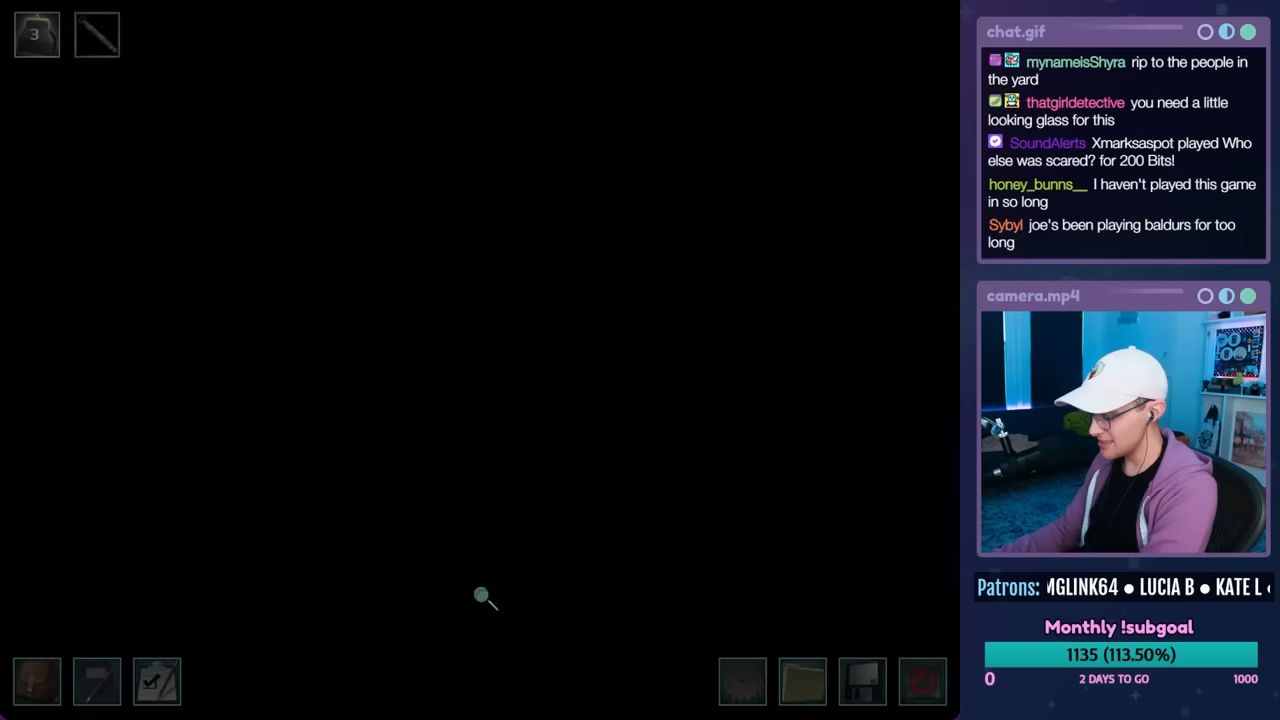 3
chat.gif
mynameisShyra rip to the people in
the yard
thatgirldetective you need a little
looking glass for this
SoundAlerts Xmarksaspot played Who
else was scared? for 200 Bits!
honey_bunns__ I haven't played this game
in so long
Sybyl joe's been playing baldurs for too
long
camera.mp4
Patrons: MGLINK64 ● LUCIA B ● KATE L
Monthly !subgoal
1135 (113.50%)
0 2 DAYS TO GO 1000